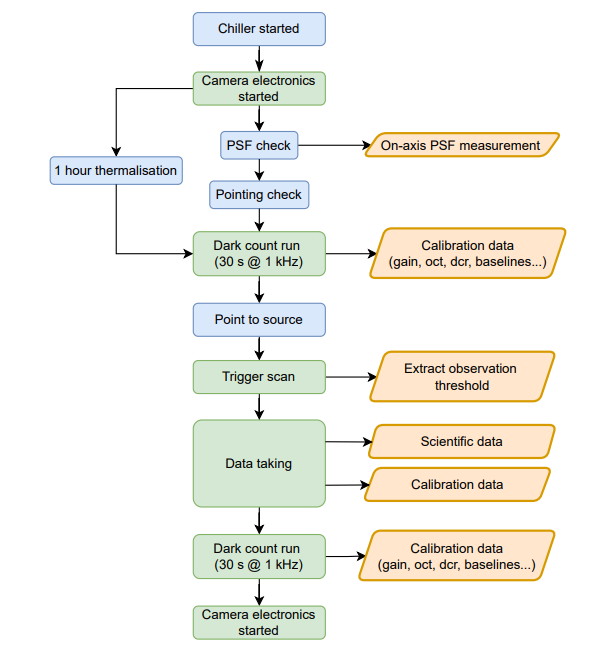 Chiller started
Camera electronics
started
PSF check
On-axis PSF measurement
1 hour thermalisation
Pointing check
Dark count run
(30 s @ 1 kHz)
Calibration data
(gain, oct, dcr, baselines...)
Point to source
Trigger scan
Extract observation
threshold
Data taking
Scientific data
Calibration data
Dark count run
(30 s @ 1 kHz)
Calibration data
(gain, oct, dcr, baselines...)
Camera electronics
started